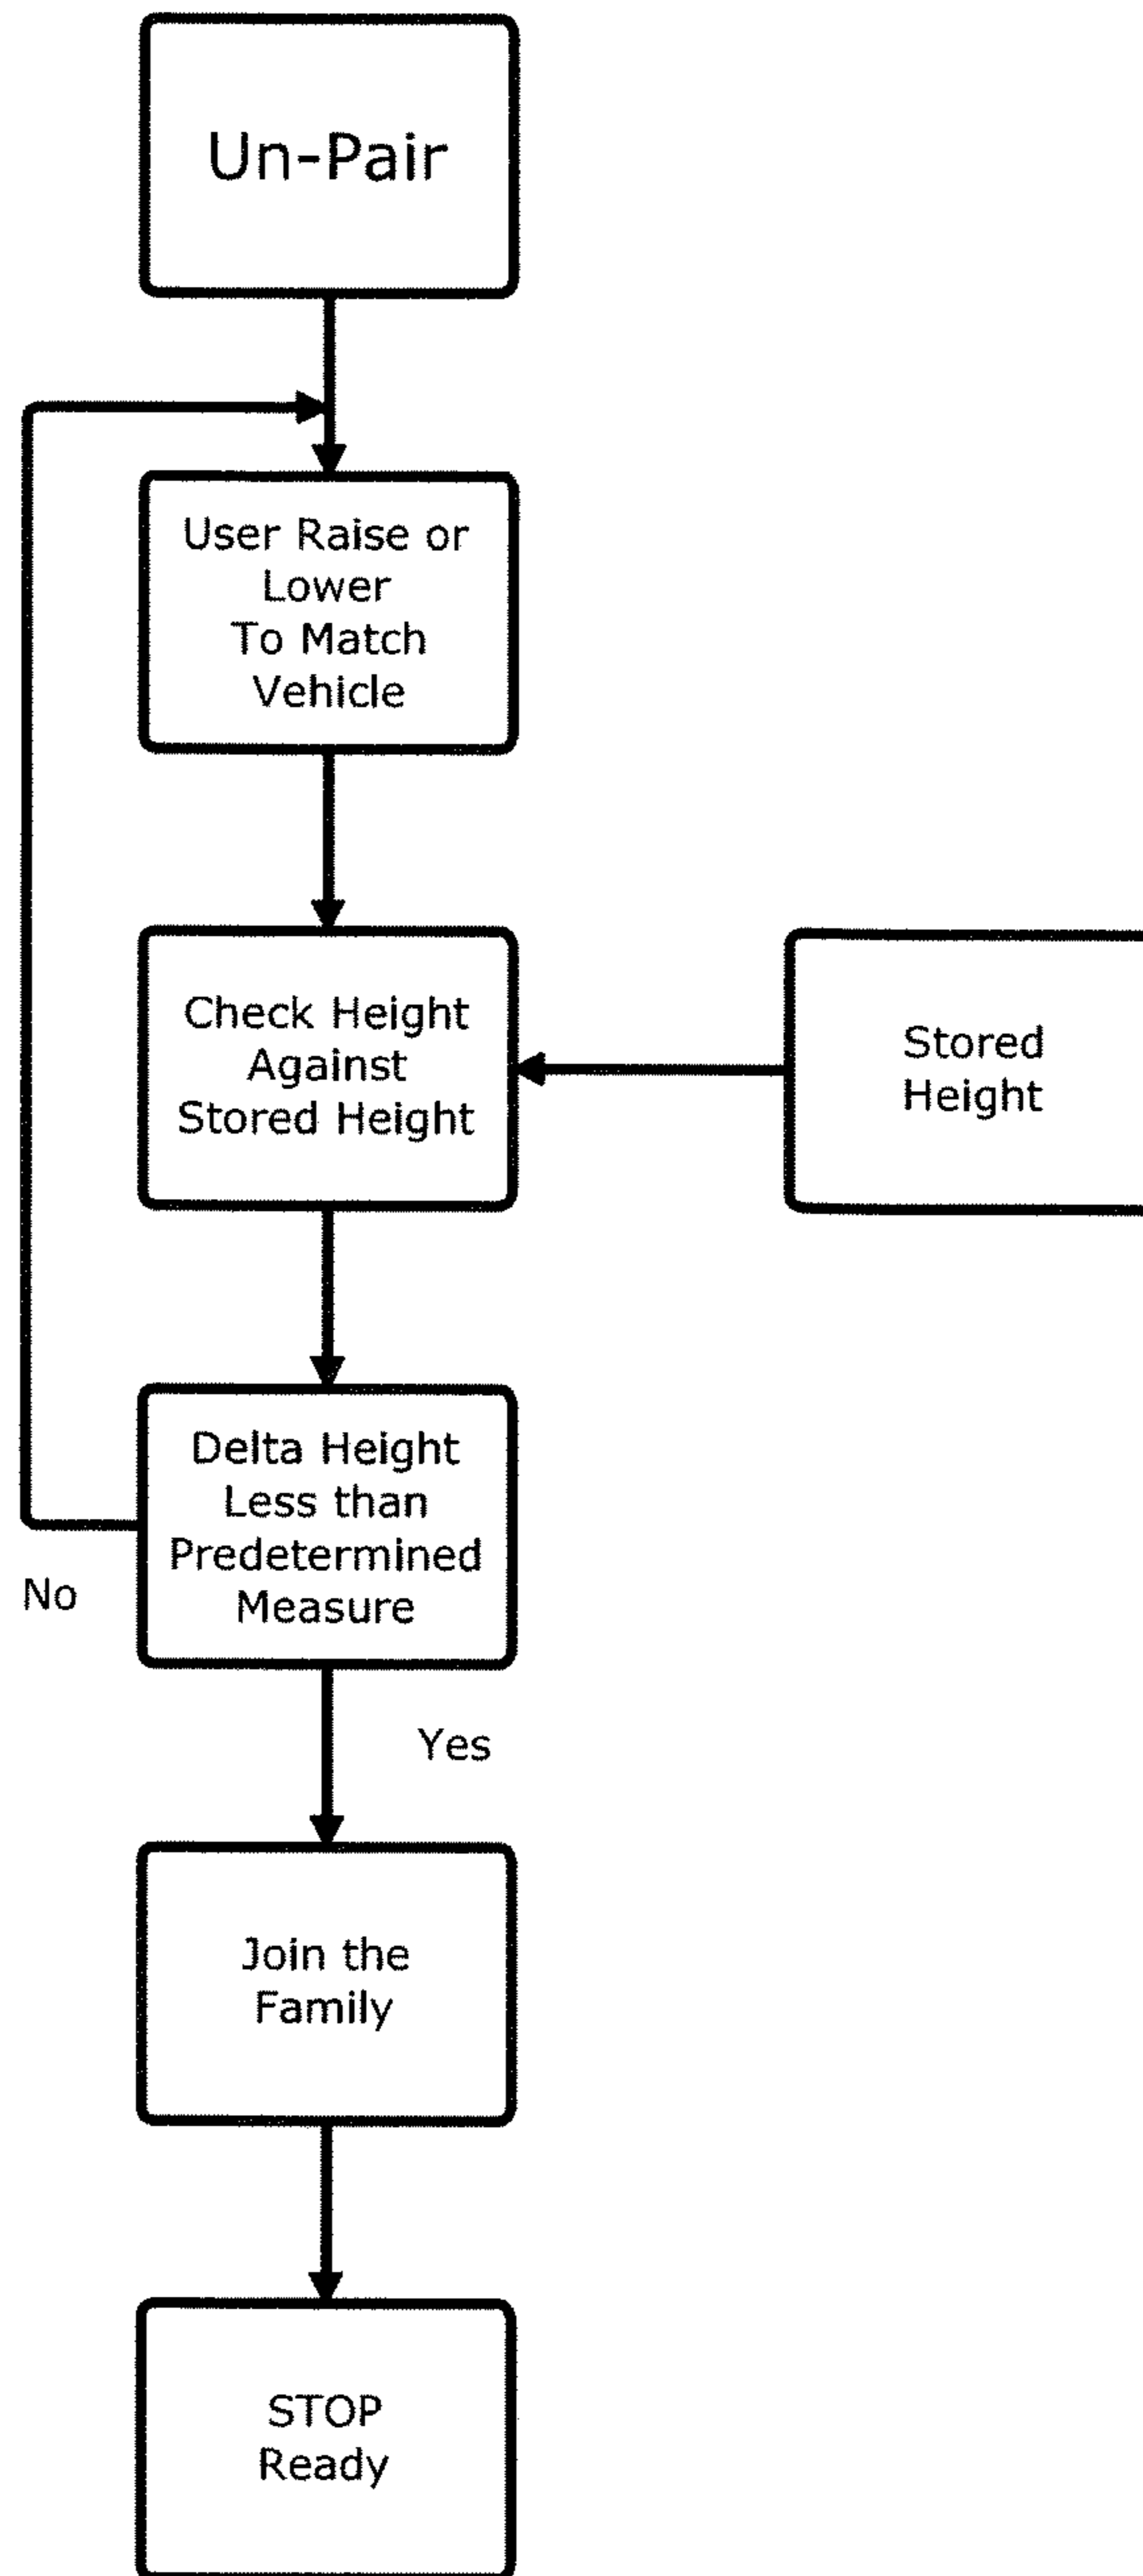 Un-Pair
User Raise or
Lower
To Match
Vehicle
Check Height
Against
Stored Height
Stored
Height
Delta Height
Less than
Predetermined
Measure
No
Yes
Join the
Family
STOP
Ready